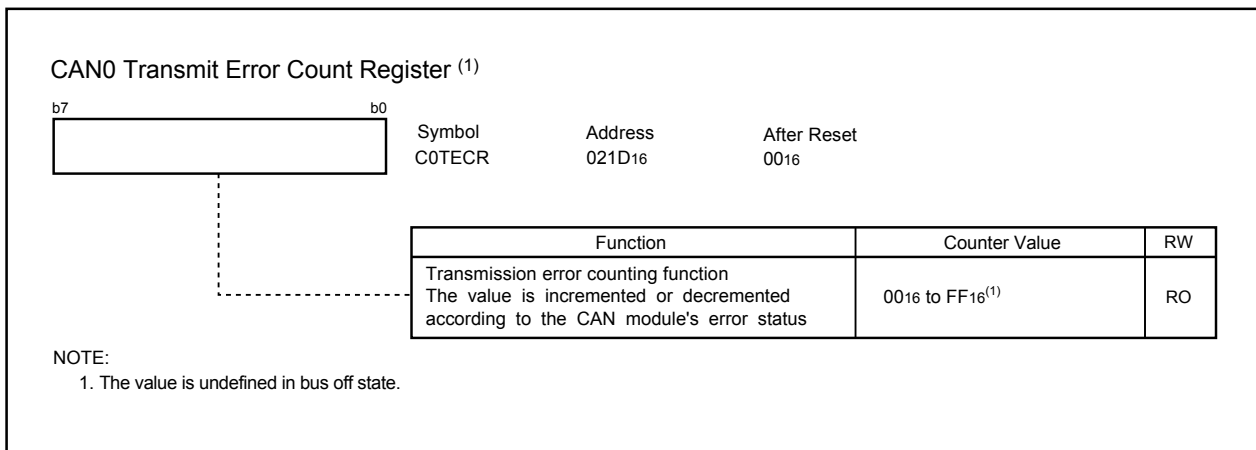 CAN0 Transmit Error Count Register (1)
b7 b0
Symbol Address After Reset
C0TECR 021D16 0016
Function Counter Value RW
Transmission error counting function
The value is incremented or decremented 0016 to FF16(1) RO
according to the CAN module's error status
NOTE:
1. The value is undefined in bus off state.